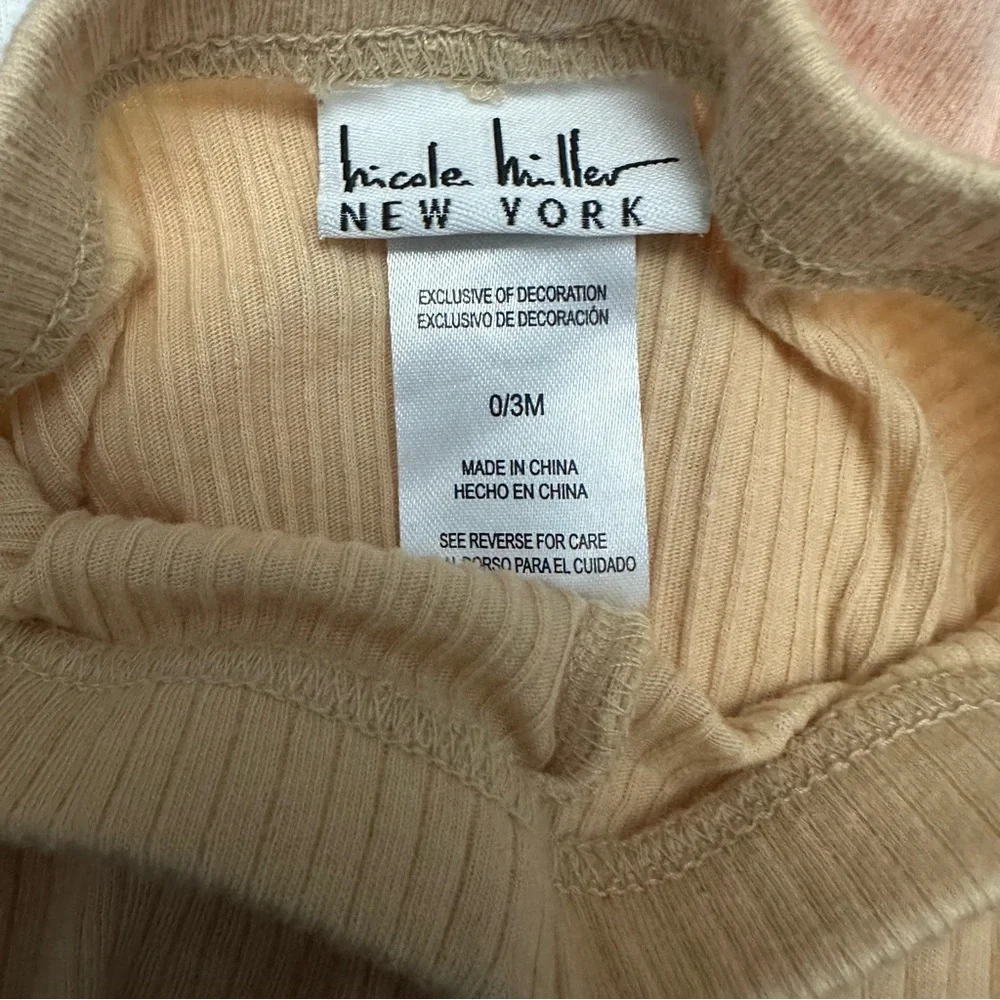 nicole miller
NEW YORK
EXCLUSIVE OF DECORATION
EXCLUSIVO DE DECORACIÓN
0/3M
MADE IN CHINA
HECHO EN CHINA
SEE REVERSE FOR CARE
AL DORSO PARA EL CUIDADO